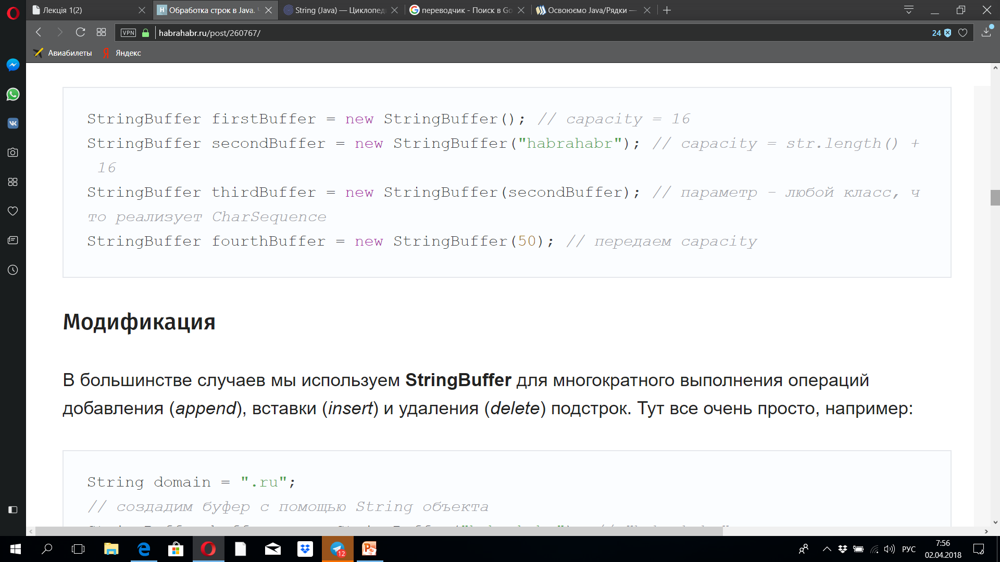 Лекція 1(2)
Обработка строк в Java. Ч
String (Java) — Циклопед
переводчик - Поиск в Go
Освоюємо Java/Рядки —
VPN
habrahabr.ru/post/260767/
24
Авиабилеты
Яндекс
StringBuffer firstBuffer = new StringBuffer(); // capacity = 16
StringBuffer secondBuffer = new StringBuffer("habrahabr"); // capacity = str.length() +
16
StringBuffer thirdBuffer = new StringBuffer(secondBuffer); // параметр - любой класс, ч
то реализует CharSequence
StringBuffer fourthBuffer = new StringBuffer(50); // передаем capacity
Модификация
В большинстве случаев мы используем StringBuffer для многократного выполнения операций
добавления (append), вставки (insert) и удаления (delete) подстрок. Тут все очень просто, например:
String domain = ".ru";
// создадим буфер с помощью String объекта
12
РУС
7:56
02.04.2018